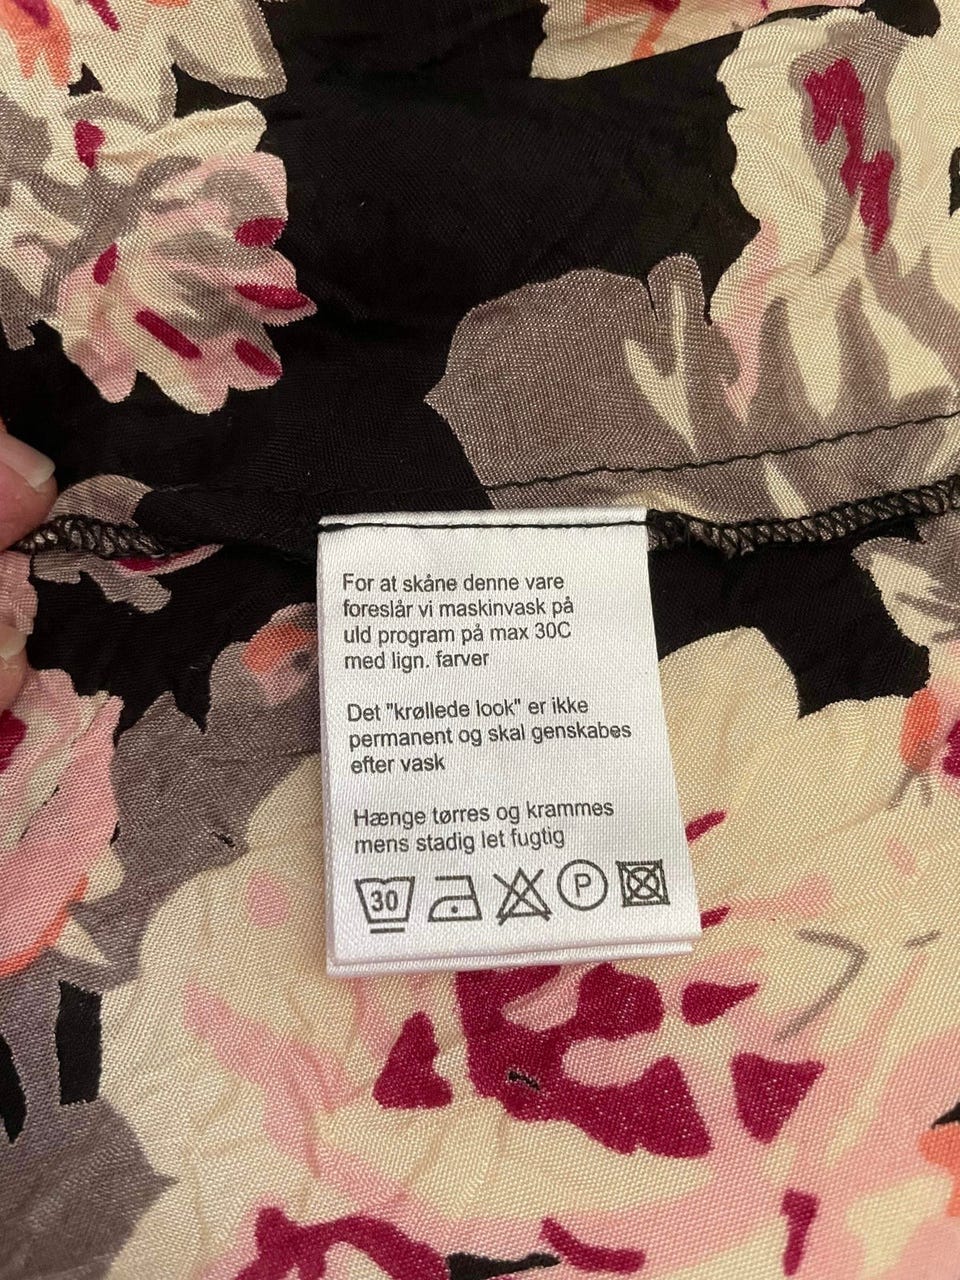 For at skåne denne vare
foreslår vi maskinvask på
uld program på max 30C
med lign. farver
Det "krøllede look" er ikke
permanent og skal genskabes
efter vask
Hænge tørres og krammes
mens stadig let fugtig
30 P